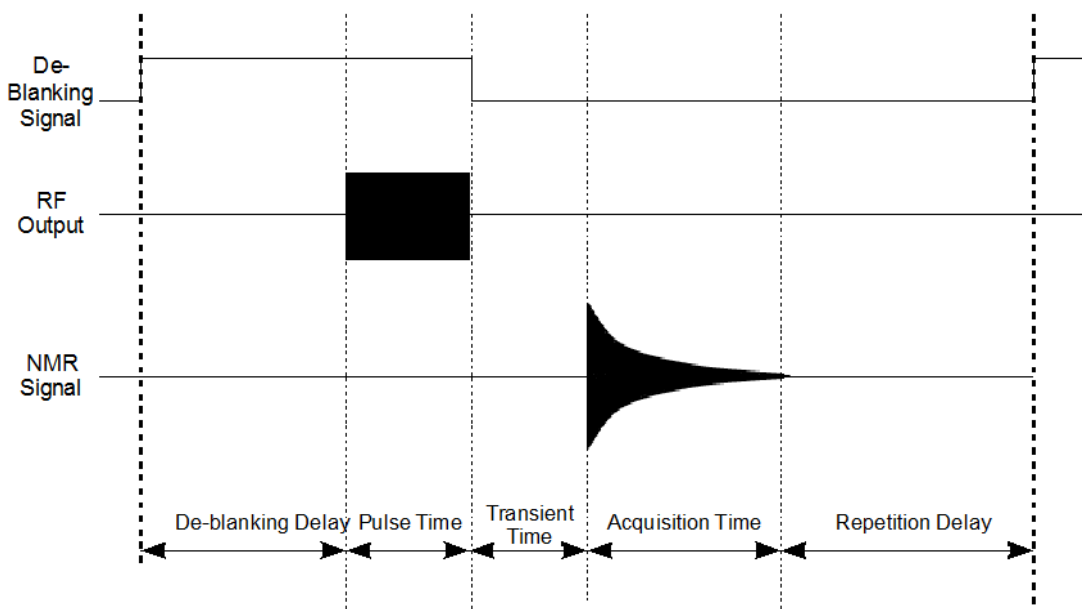 De-
Blanking
Signal
RF
Output
NMR
Signal
De-blanking Delay
Pulse Time
Transient
Time
Acquisition Time
Repetition Delay